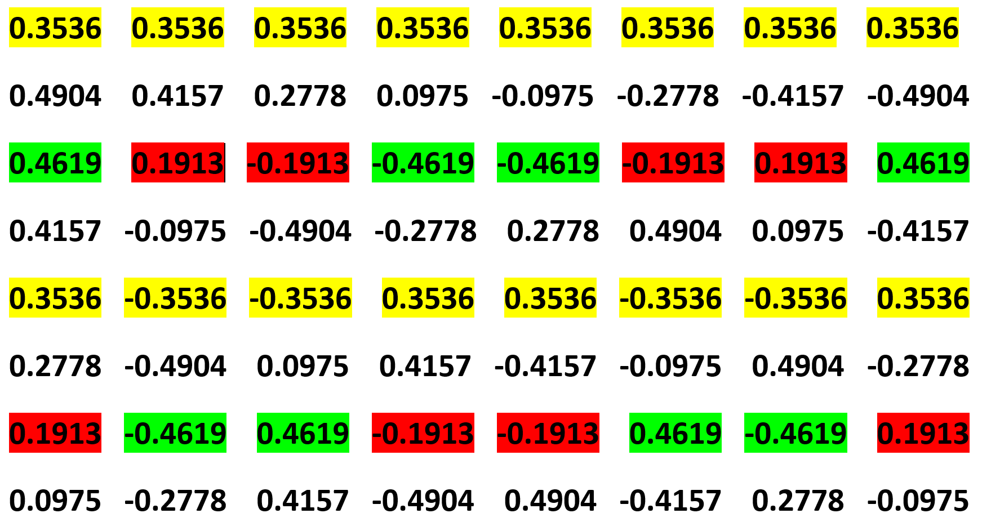 0.3536 0.3536 0.3536 0.3536 0.3536 0.3536 0.3536 0.3536
0.4904 0.4157 0.2778 0.0975 -0.0975 -0.2778 -0.4157 -0.4904
0.4619 0.1913 -0.1913 -0.4619 -0.4619 -0.1913 0.1913 0.4619
0.4157 -0.0975 -0.4904 -0.2778 0.2778 0.4904 0.0975 -0.4157
0.3536 -0.3536 -0.3536 0.3536 0.3536 -0.3536 -0.3536 0.3536
0.2778 -0.4904 0.0975 0.4157 -0.4157 -0.0975 0.4904 -0.2778
0.1913 -0.4619 0.4619 -0.1913 -0.1913 0.4619 -0.4619 0.1913
0.0975 -0.2778 0.4157 -0.4904 0.4904 -0.4157 0.2778 -0.0975